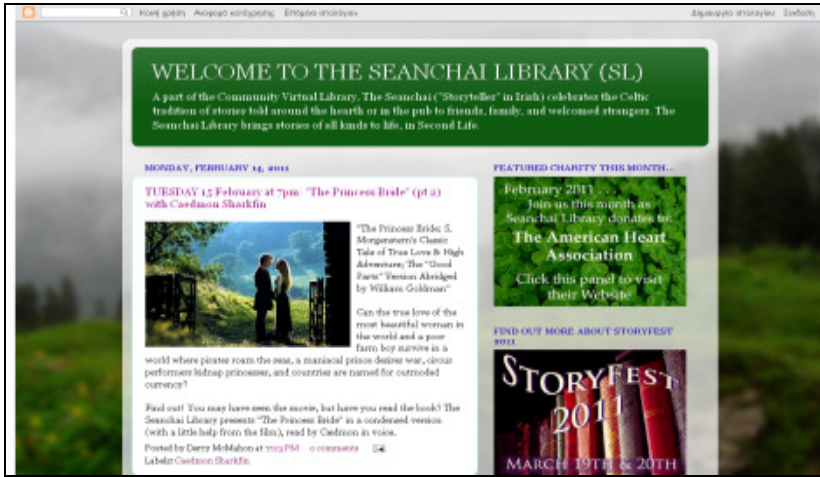 Κοινή χρήση Αναφορά κατάχρησης Επόμενο ιστολόγιο» Δημιουργία ιστολογίου Σύνδεση
WELCOME TO THE SEANCHAI LIBRARY (SL)
A part of the Community Virtual Library, The Seanchai ("Storyteller" in Irish) celebrates the Celtic
tradition of stories told around the hearth or in the pub to friends, family, and welcomed strangers. The
Seanchai Library brings stories of all kinds to life, in Second Life.
MONDAY, FEBRUARY 14, 2011
TUESDAY 15 February at 7pm: "The Princess Bride" (pt 2)
with Caedmon Sharkfin
"The Princess Bride: S.
Morgenstern's Classic
Tale of True Love & High
Adventure; The "Good
Parts" Version Abridged
by William Goldman"
Can the true love of the
most beautiful woman in
the world and a poor
farm boy survive in a
world where pirates roam the seas, a maniacal prince desires war, circus
performers kidnap princesses, and countries are named for outmoded
currency?
Find out! You may have seen the movie, but have you read the book? The
Seanchai Library presents "The Princess Bride" in a condensed version
(with a little help from the film), read by Cædmon in voice.
Posted by Derry McMahon at 7:03 PM 0 comments
Labels: Caedmon Sharkfin
FEATURED CHARITY THIS MONTH...
February 2011 . . .
Join us this month as
Seanchai Library donates to:
The American Heart
Association
Click this panel to visit
their Website
FIND OUT MORE ABOUT STORYFEST
2011
STORYFEST
2011
MARCH 19TH & 20TH